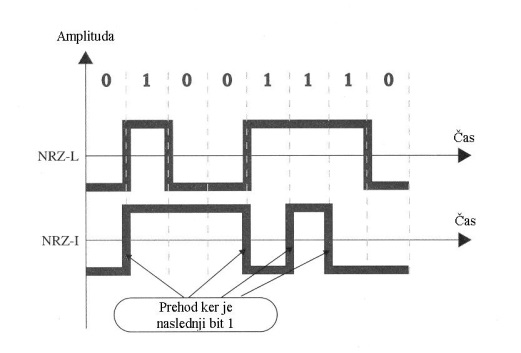 Amplituda
0 1 0 0 1 1 1 0
Čas
NRZ-L
Čas
NRZ-I
Prehod ker je
naslednji bit 1